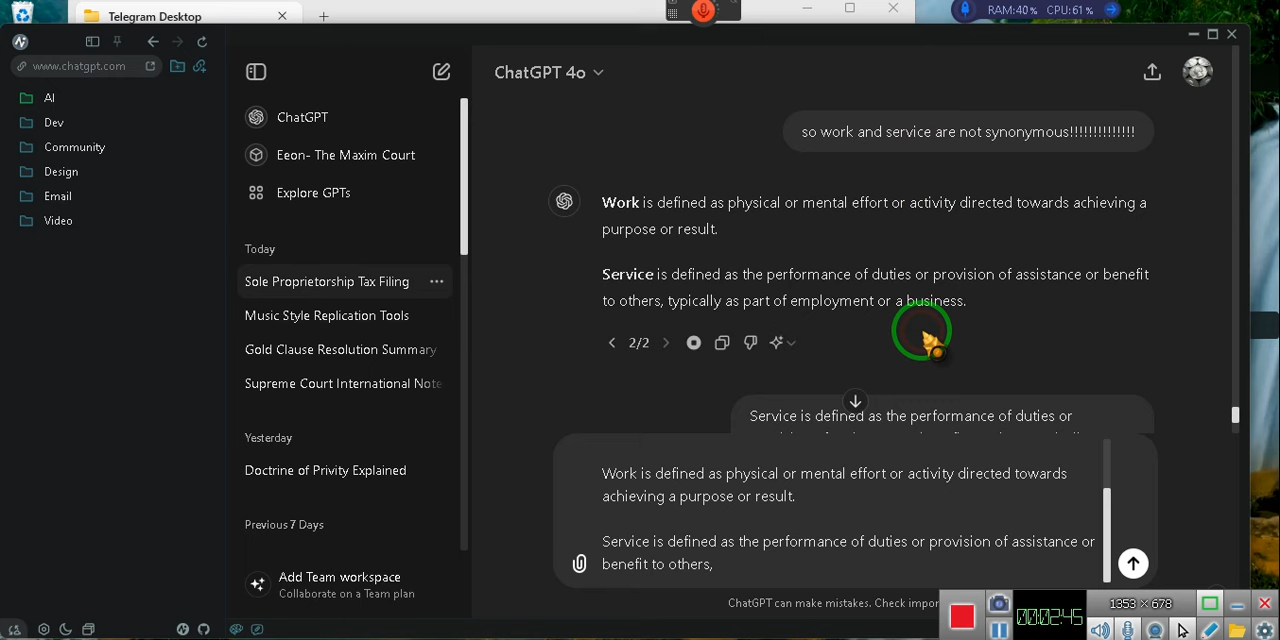 Telegram Desktop
RAM:40% CPU:61%
www.chatgpt.com
AI
Dev
Community
Design
Email
Video
ChatGPT
Eeon- The Maxim Court
Explore GPTs
Today
Sole Proprietorship Tax Filing
Music Style Replication Tools
Gold Clause Resolution Summary
Supreme Court International Note
Yesterday
Doctrine of Privity Explained
Previous 7 Days
Add Team workspace
Collaborate on a Team plan
ChatGPT 4o
so work and service are not synonymous!!!!!!!!!!!!!!
Work is defined as physical or mental effort or activity directed towards achieving a
purpose or result.
Service is defined as the performance of duties or provision of assistance or benefit
to others, typically as part of employment or a business.
2/2
Service is defined as the performance of duties or
Work is defined as physical or mental effort or activity directed towards
achieving a purpose or result.
Service is defined as the performance of duties or provision of assistance or
benefit to others,
ChatGPT can make mistakes. Check impor
00:02:45
1353 x 678